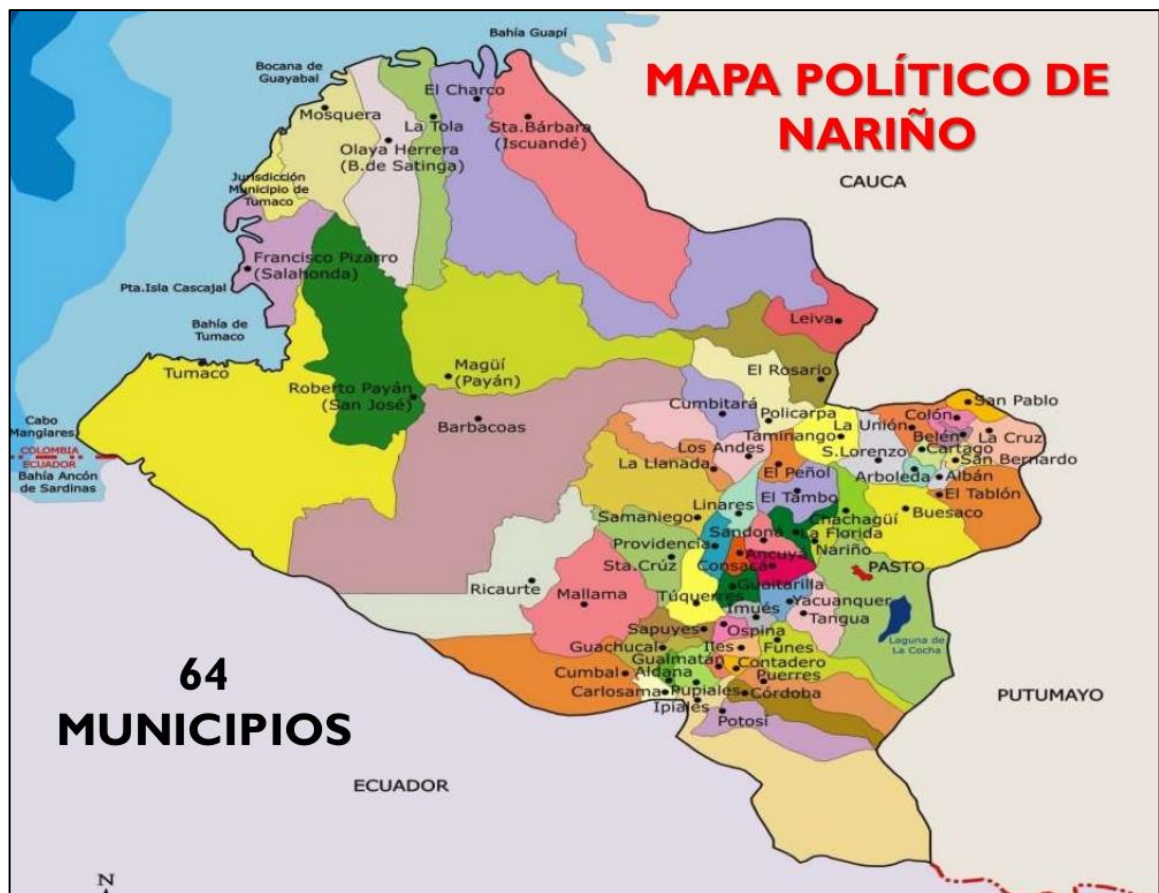 MAPA POLÍTICO DE
NARIÑO
Bahía Guapí
Bocana de
Guayabal
El Charco
Mosquera
La Tola
Sta.Bárbara
(Iscuandé)
Olaya Herrera
(B.de Satinga)
CAUCA
Jurisdicción
Municipio de
Tumaco
Francisco Pizarro
(Salahonda)
Pta.Isla Cascajal
Bahía de
Tumaco
Leiva
Tumaco
Magüí
(Payán)
El Rosario
Roberto Payán
(San José)
Cumbitará
Policarpa
San Pablo
Colón
Cabo
Manglares
Barbacoas
La Unión
Taminango
Belén
La Cruz
COLOMBIA
ECUADOR
Bahía Ancón
de Sardinas
Los Andes
S.Lorenzo
Cartago
San Bernardo
La Llanada
El Peñol
Arboleda
Albán
El Tambo
El Tablón
Linares
Buesaco
Samaniego
Chachagüí
Sandoná
La Florida
Providencia
Nariño
Ancuya
Sta.Crúz
Consacá
PASTO
Guaitarilla
Ricaurte
Mallama
Túquerres
Yacuanquer
Imués
Tangua
Sapuyes
Ospina
Laguna de
La Cocha
Guachucal
Iles
Funes
Gualmatán
Contadero
Cumbal
Aldana
Puerres
Carlosama
Pupiales
Córdoba
Ipiales
Potosi
64
MUNICIPIOS
PUTUMAYO
ECUADOR
N